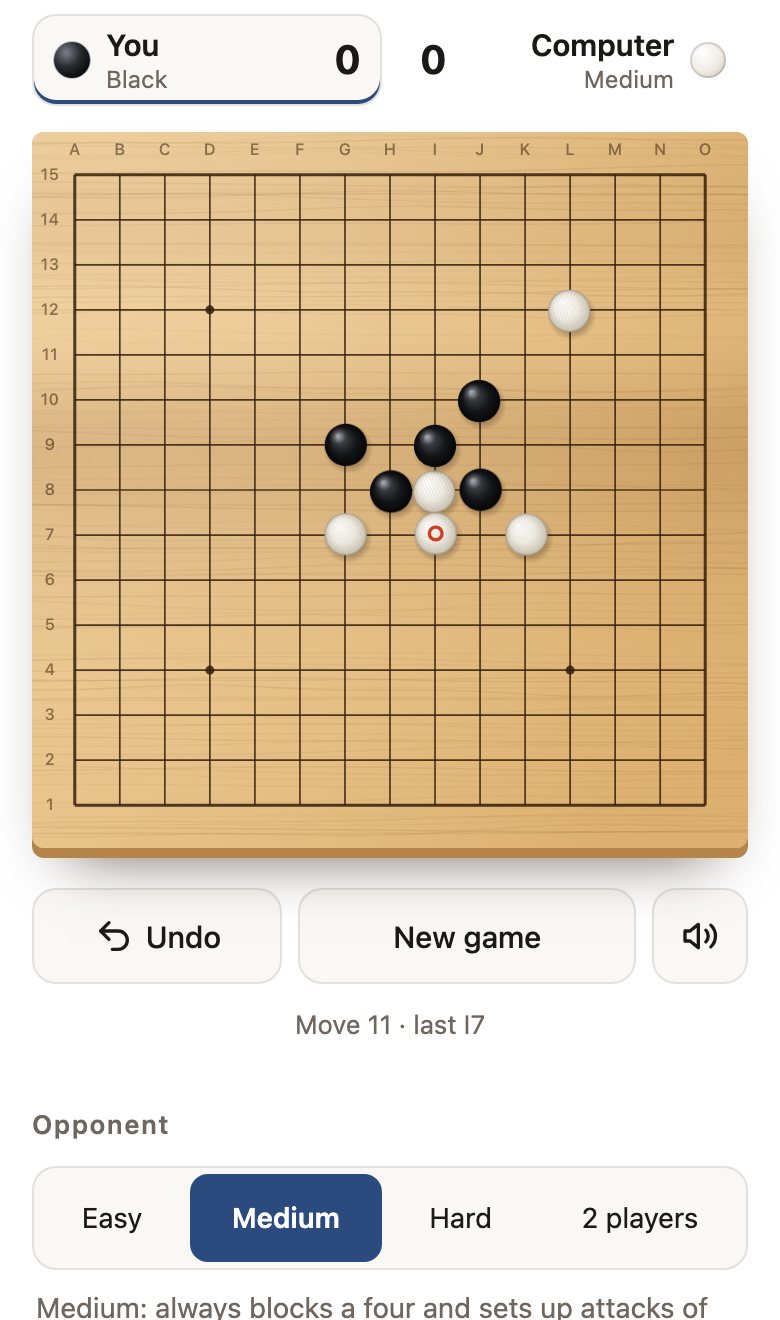 You
Black
0
0
Computer
Medium
A B C D E F G H I J K L M N O
15
14
13
12
11
10
9
8
7
6
5
4
3
2
1
Undo
New game
Move 11 · last I7
Opponent
Easy
Medium
Hard
2 players
Medium: always blocks a four and sets up attacks of